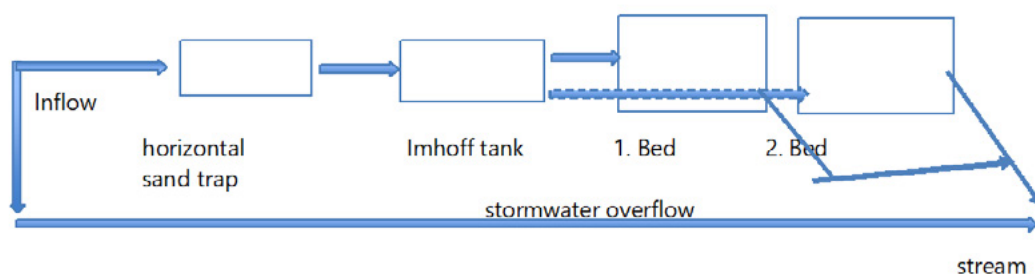 Inflow
horizontal
sand trap
Imhoff tank
1. Bed
2. Bed
stormwater overflow
stream